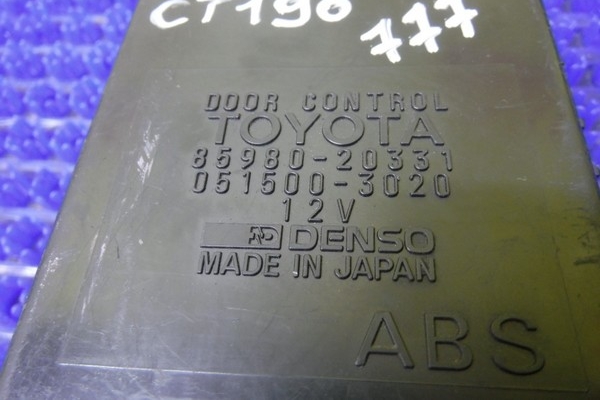 CT190
777
DOOR CONTROL
TOYOTA
85980-20331
051500-3020
12V
DENSO
MADE IN JAPAN
ABS